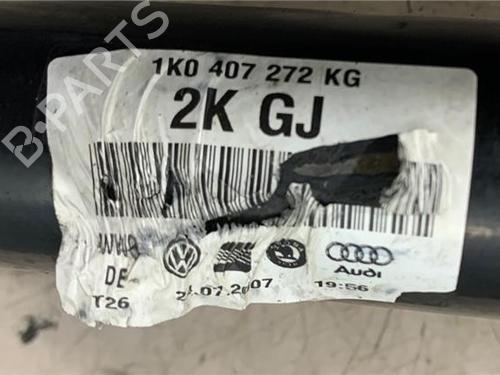 1K0 407 272 KG
2K GJ
B-PARTS
DE
Audi
T26
.07.2007
19:56